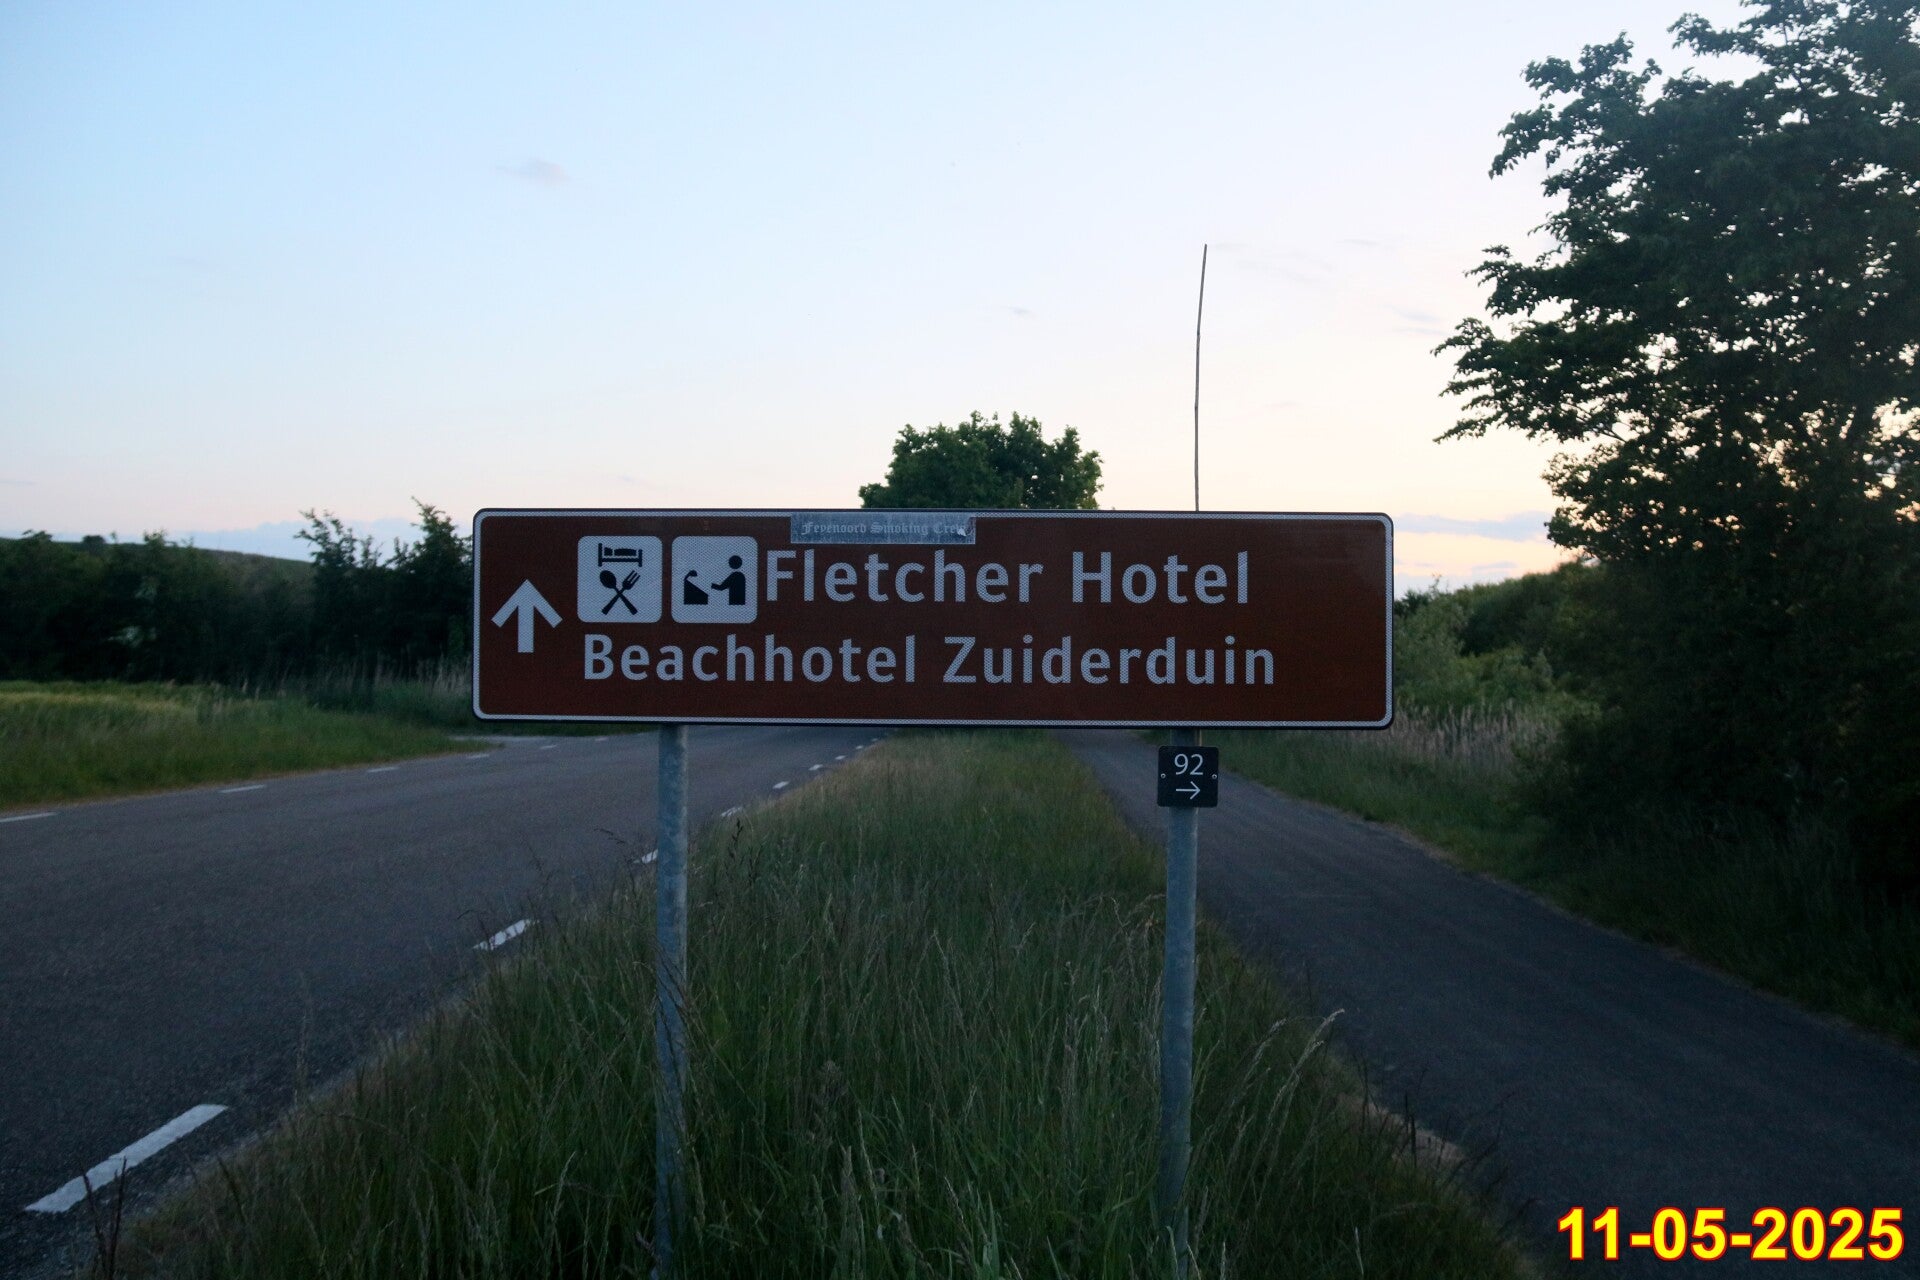 Feyenoord Smoking Crew
Fletcher Hotel
Beachhotel Zuiderduin
92
11-05-2025